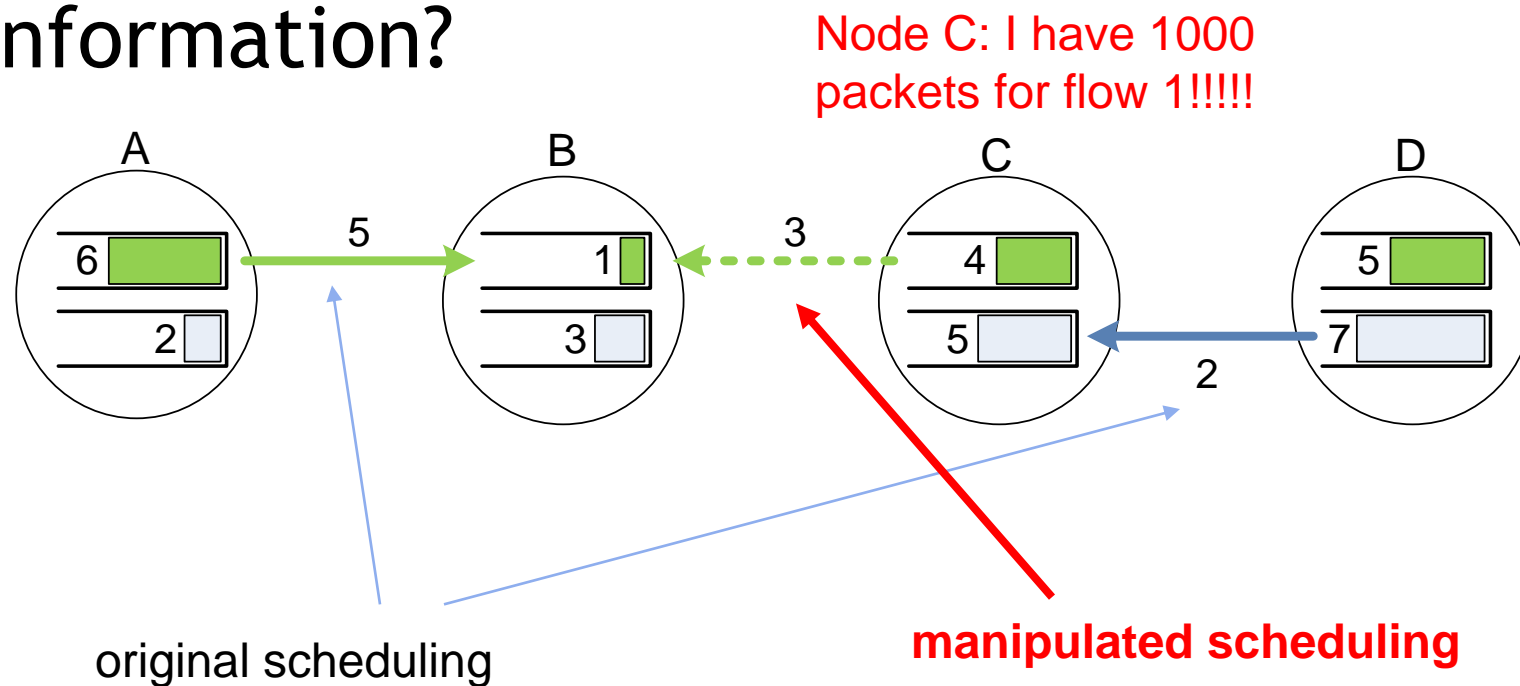 nformation?
Node C: I have 1000
packets for flow 1!!!!!
A
B
C
D
5
3
6
1
4
5
2
3
5
7
2
original scheduling
manipulated scheduling